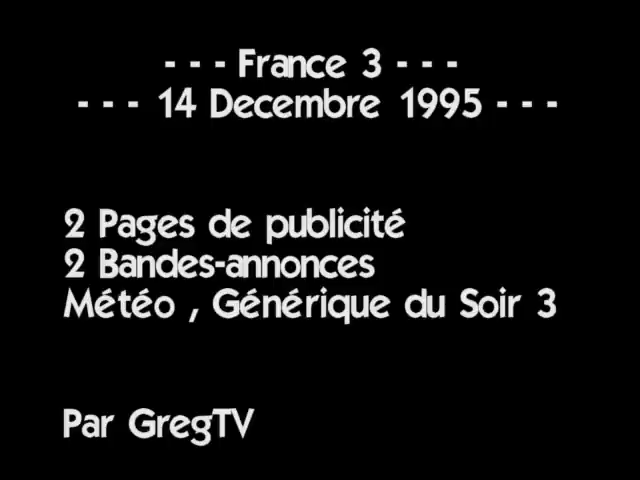 - - - France 3 - - -
- - - 14 Decembre 1995 - - -
2 Pages de publicité
2 Bandes-annonces
Météo , Générique du Soir 3
Par GregTV